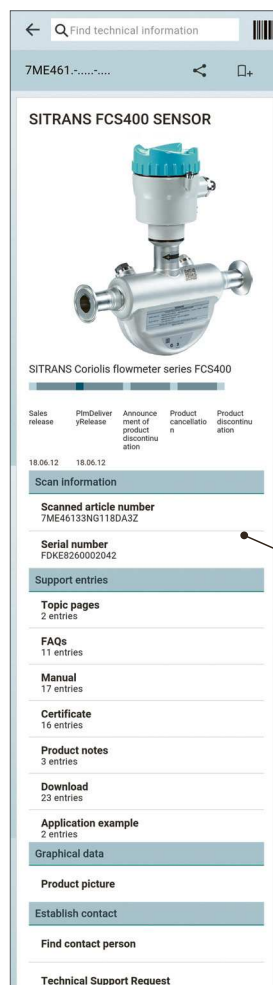 Find technical information
7ME461.-.....-....
SITRANS FCS400 SENSOR
SITRANS Coriolis flowmeter series FCS400
Sales release
PlmDeliver
yRelease
Announce
ment of
product
discontinu
ation
Product
cancellatio
n
Product
discontinu
ation
18.06.12
18.06.12
Scan information
Scanned article number
7ME46133NG118DA3Z
Serial number
FDKE8260002042
Support entries
Topic pages
2 entries
FAQs
11 entries
Manual
17 entries
Certificate
16 entries
Product notes
3 entries
Download
23 entries
Application example
2 entries
Graphical data
Product picture
Establish contact
Find contact person
Technical Support Request